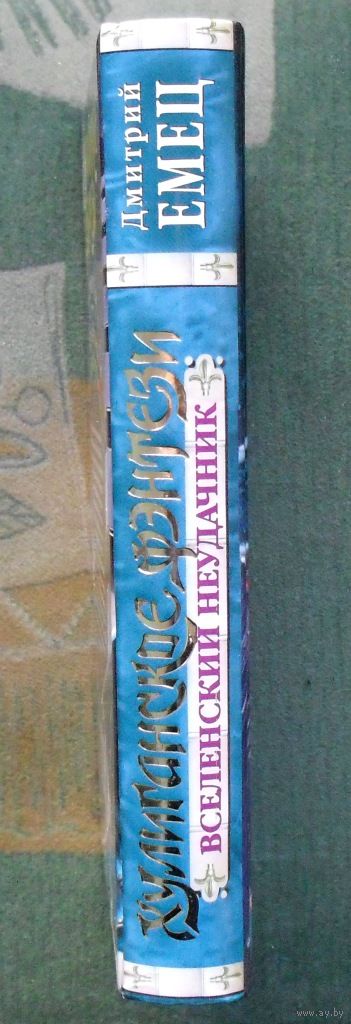 Дмитрий
ЕМЕЦ
Хулиганское фэнтези
ВСЕЛЕНСКИЙ НЕУДАЧНИК
www.ay.by